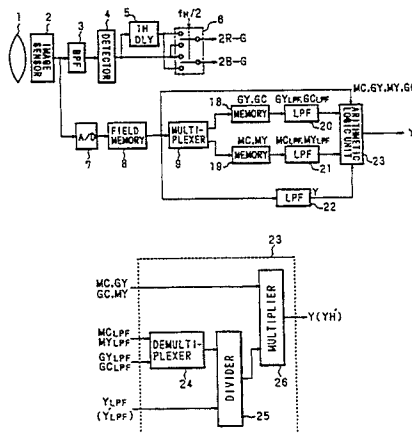 1
2
3
4
5
6
fH/2
IMAGE SENSOR
BPF
DETECTOR
1H DLY
2R-G
2B-G
MC.GY.MY.GC
GY.GC
GYLPF.GCLPF
18
MEMORY
LPF
20
A/D
7
FIELD MEMORY
8
MULTI-PLEXER
9
MC.MY
MCLPF.MYLPF
19
MEMORY
LPF
21
ARITHMETIC LOGIC UNIT
23
Y
LPF
22
Y
23
MC.GY
GC.MY
MCLPF
MYLPF
GYLPF
GCLPF
DEMULTI-PLEXER
24
DIVIDER
25
MULTIPLIER
26
Y(YH')
YLPF
(Y'LPF)